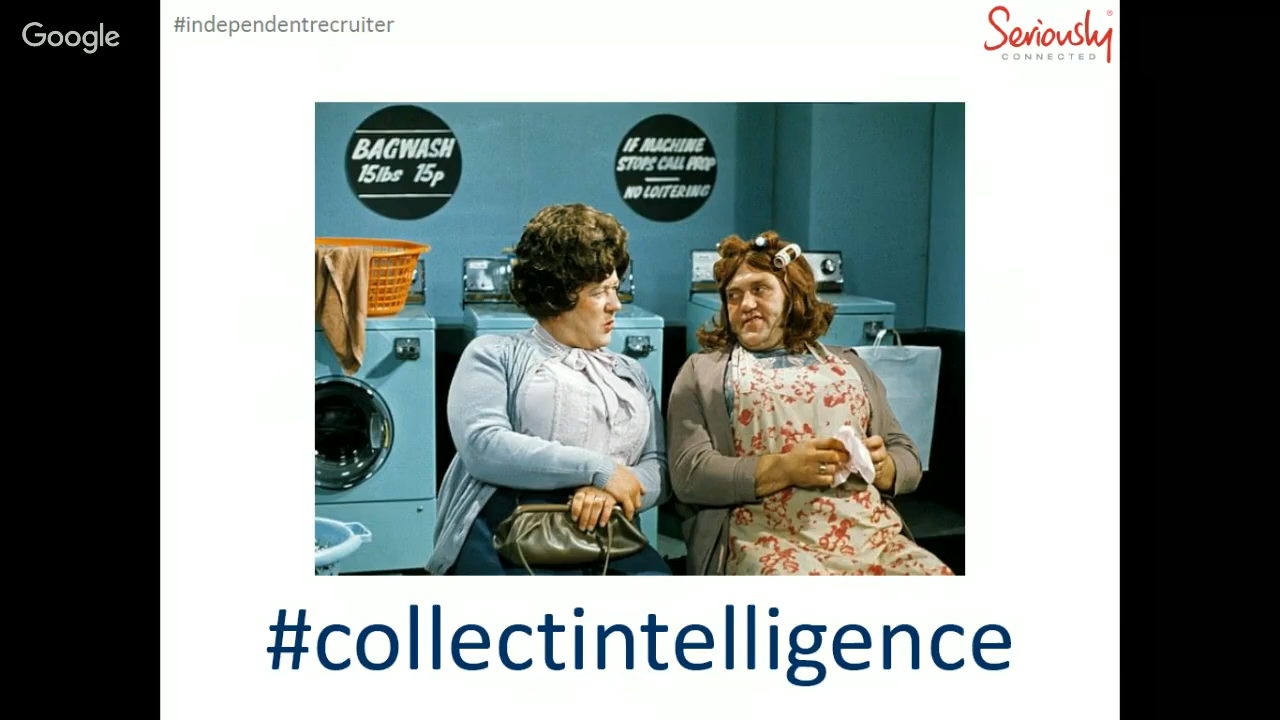 Google
#independentrecruiter
Seriously®
CONNECTED
BAGWASH
15lbs 15p
IF MACHINE
STOPS CALL PROP
NO LOITERING
#collectintelligence